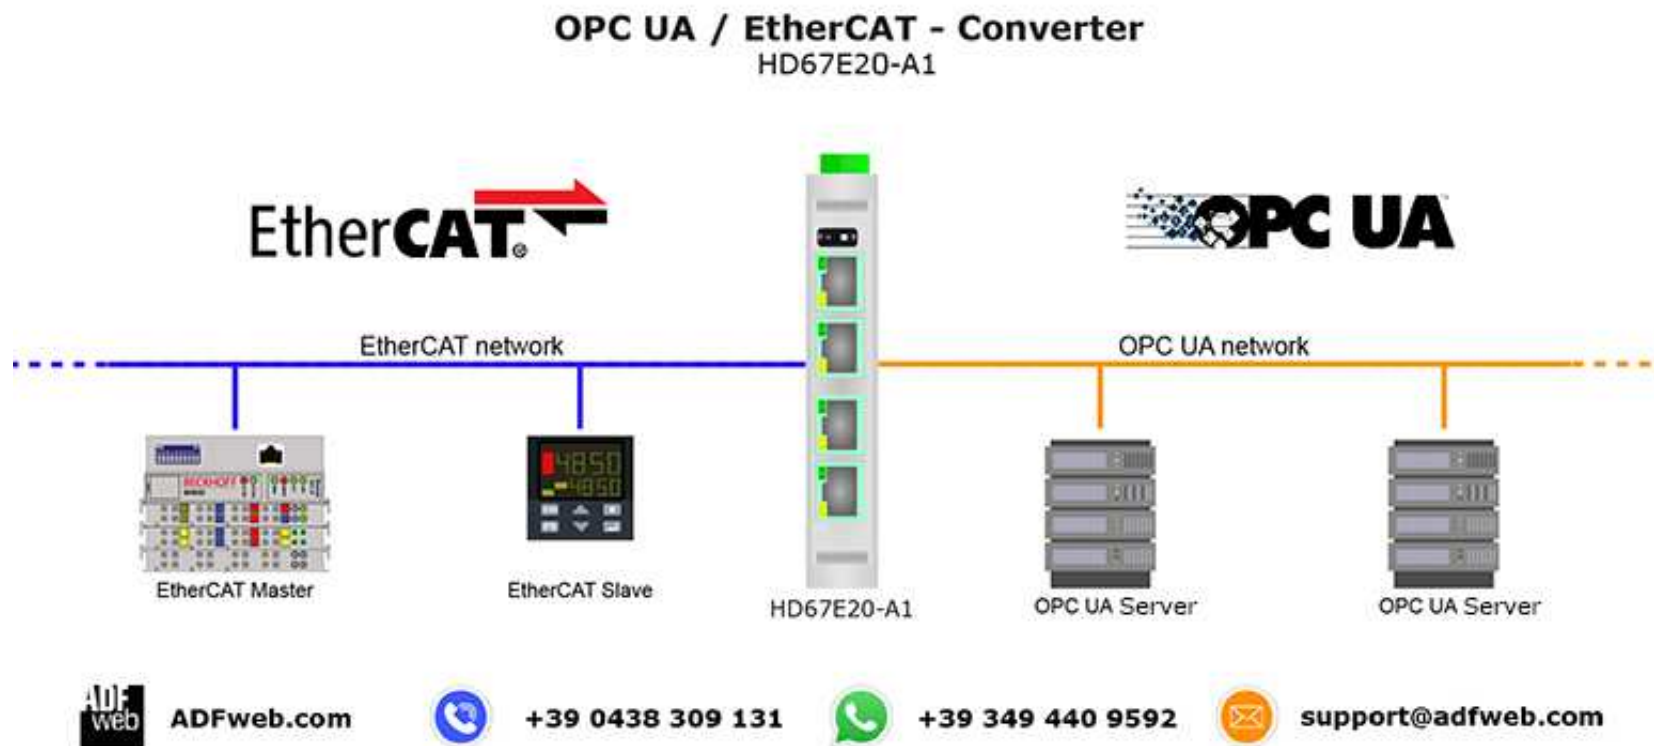 OPC UA / EtherCAT - Converter
HD67E20-A1
EtherCAT®
OPC UA
EtherCAT network
OPC UA network
BECKHOFF
4850
4850
EtherCAT Master
EtherCAT Slave
HD67E20-A1
OPC UA Server
OPC UA Server
ADF web
ADFweb.com
+39 0438 309 131
+39 349 440 9592
support@adfweb.com